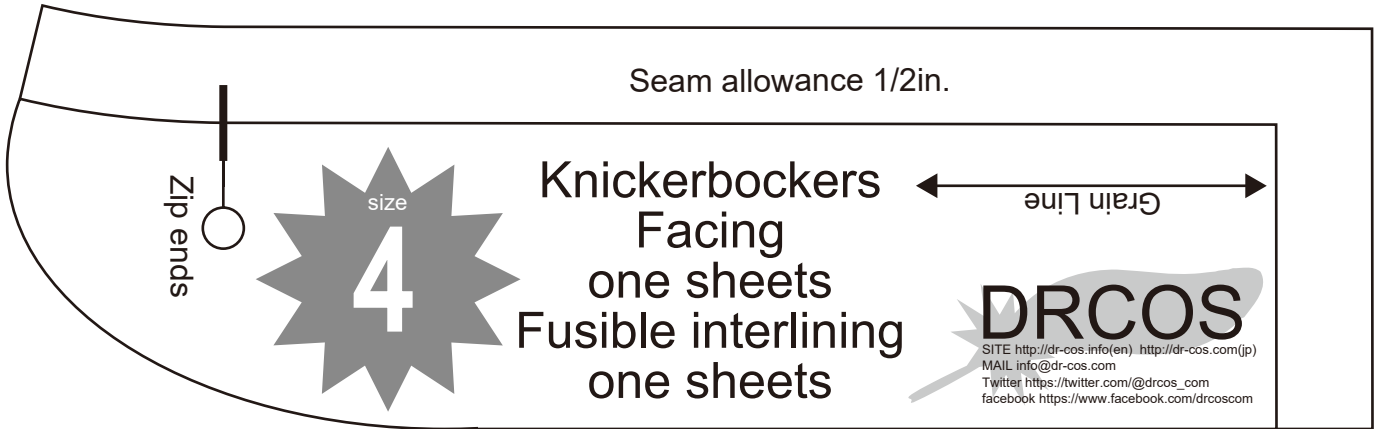 Seam allowance 1/2in.
Zip ends
size
4
Knickerbockers
Facing
one sheets
Fusible interlining
one sheets
Grain Line
DRCOS
SITE http://dr-cos.info(en) http://dr-cos.com(jp)
MAIL info@dr-cos.com
Twitter https://twitter.com/@drcos_com
facebook https://www.facebook.com/drcoscom